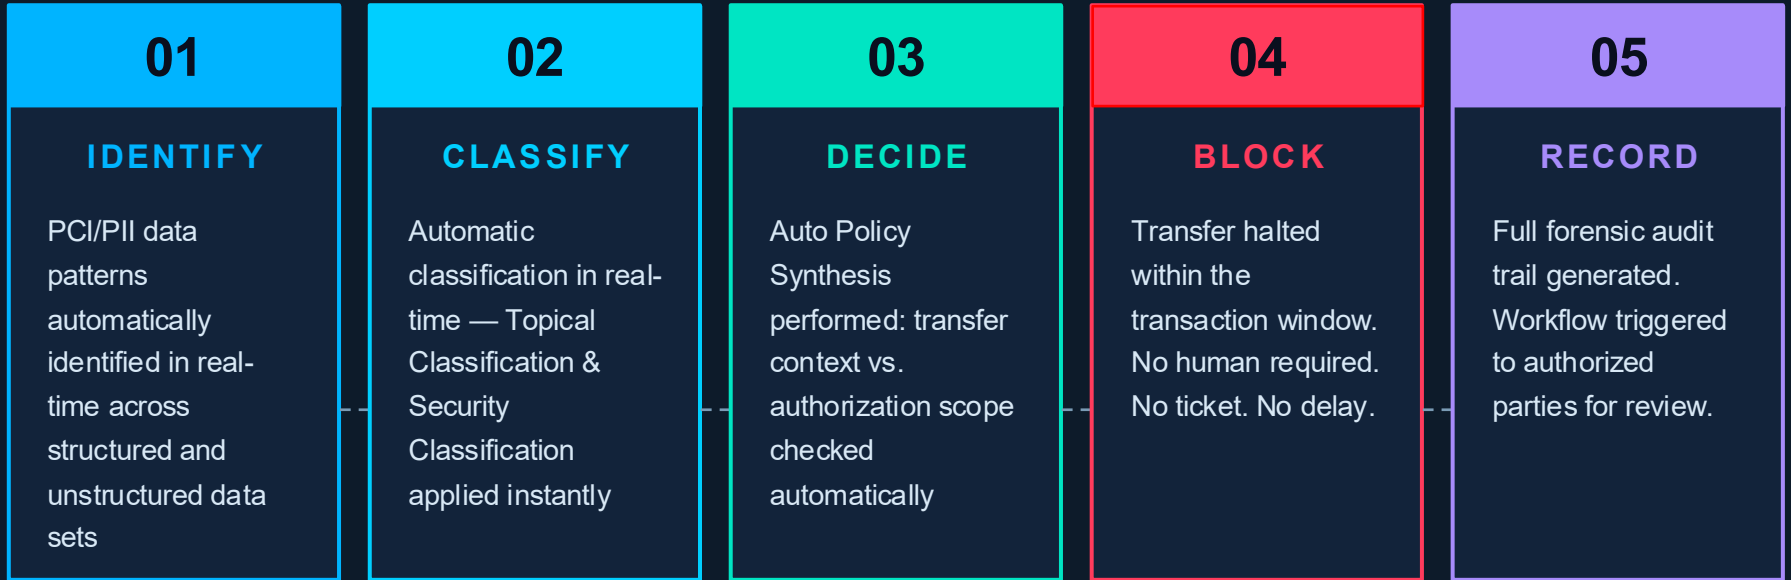 01
IDENTIFY
PCI/PII data
patterns
automatically
identified in real-
time across
structured and
unstructured data
sets
02
CLASSIFY
Automatic
classification in real-
time — Topical
Classification &
Security
Classification
applied instantly
03
DECIDE
Auto Policy
Synthesis
performed: transfer
context vs.
authorization scope
checked
automatically
04
BLOCK
Transfer halted
within the
transaction window.
No human required.
No ticket. No delay.
05
RECORD
Full forensic audit
trail generated.
Workflow triggered
to authorized
parties for review.